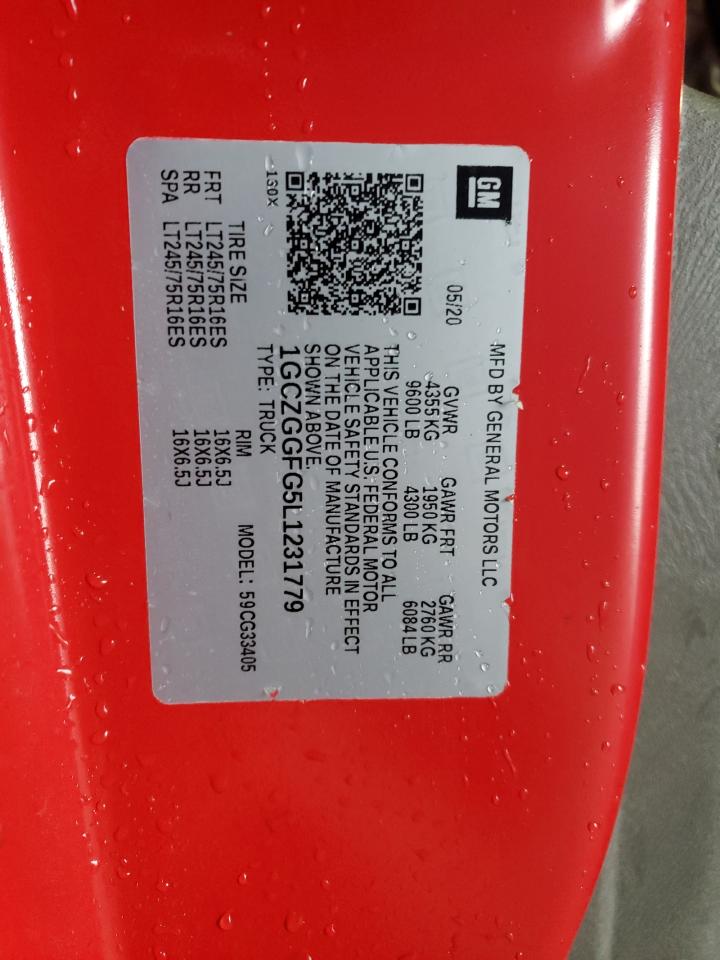 GM
MFD BY GENERAL MOTORS LLC
05/20
GVWR GAWR FRT GAWR RR
4355 KG 1950 KG 2760 KG
9600 LB 4300 LB 6084 LB
THIS VEHICLE CONFORMS TO ALL
APPLICABLE U.S. FEDERAL MOTOR
VEHICLE SAFETY STANDARDS IN EFFECT
ON THE DATE OF MANUFACTURE
SHOWN ABOVE.
130X
1GCZGGFG5L1231779
TYPE: TRUCK
MODEL: 59CG33405
TIRE SIZE RIM
FRT LT245/75R16ES 16X6.5J
RR LT245/75R16ES 16X6.5J
SPA LT245/75R16ES 16X6.5J